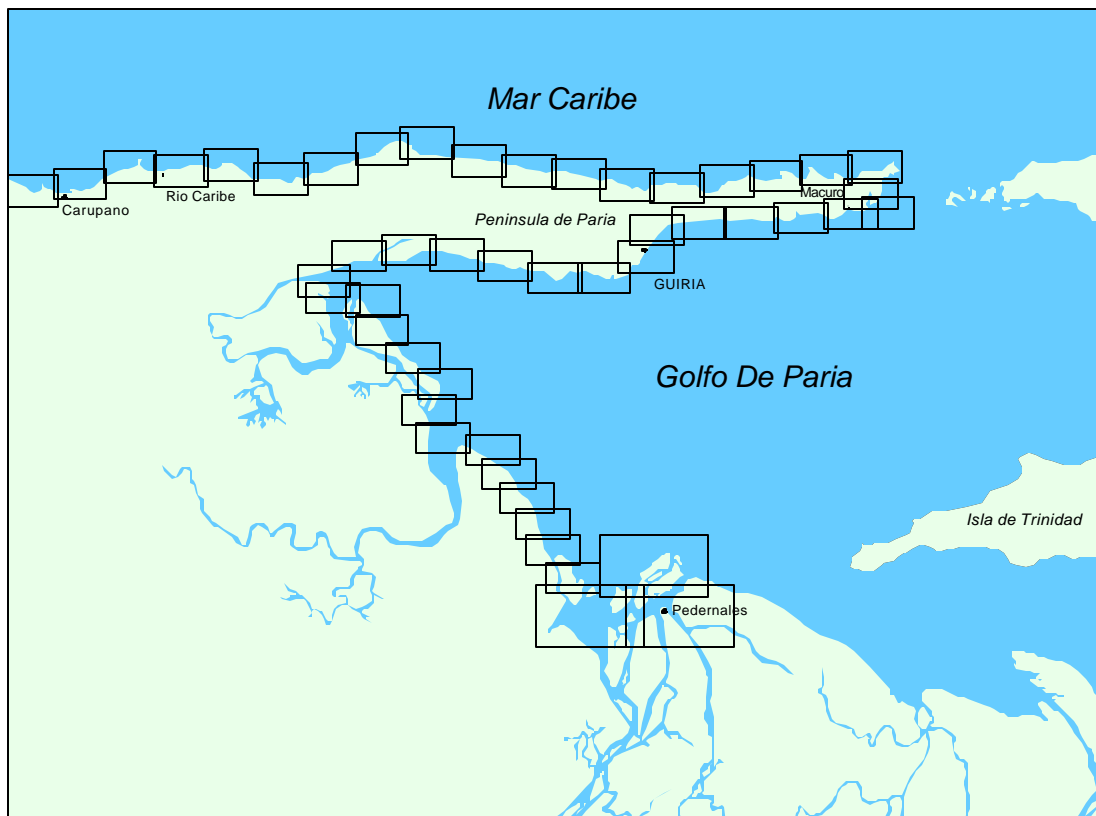 Mar Caribe
Carupano
Rio Caribe
Macuro
Peninsula de Paria
GUIRIA
Golfo De Paria
Isla de Trinidad
Pedernales